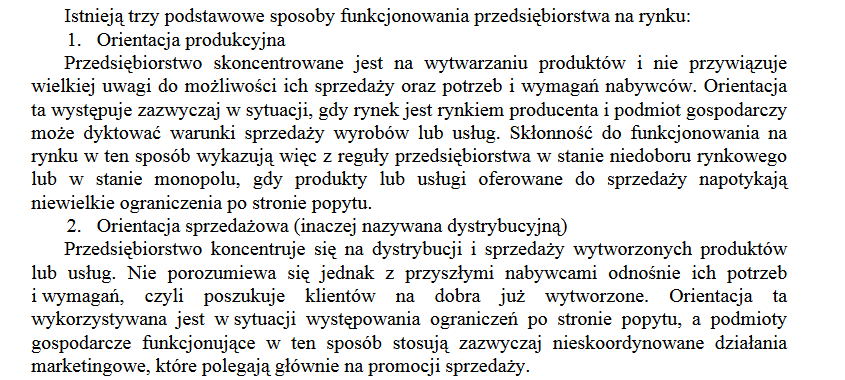 Istnieją trzy podstawowe sposoby funkcjonowania przedsiębiorstwa na rynku:
1. Orientacja produkcyjna
Przedsiębiorstwo skoncentrowane jest na wytwarzaniu produktów i nie przywiązuje
wielkiej uwagi do możliwości ich sprzedaży oraz potrzeb i wymagań nabywców. Orientacja
ta występuje zazwyczaj w sytuacji, gdy rynek jest rynkiem producenta i podmiot gospodarczy
może dyktować warunki sprzedaży wyrobów lub usług. Skłonność do funkcjonowania na
rynku w ten sposób wykazują więc z reguły przedsiębiorstwa w stanie niedoboru rynkowego
lub w stanie monopolu, gdy produkty lub usługi oferowane do sprzedaży napotykają
niewielkie ograniczenia po stronie popytu.
2. Orientacja sprzedażowa (inaczej nazywana dystrybucyjną)
Przedsiębiorstwo koncentruje się na dystrybucji i sprzedaży wytworzonych produktów
lub usług. Nie porozumiewa się jednak z przyszłymi nabywcami odnośnie ich potrzeb
i wymagań, czyli poszukuje klientów na dobra już wytworzone. Orientacja ta
wykorzystywana jest w sytuacji występowania ograniczeń po stronie popytu, a podmioty
gospodarcze funkcjonujące w ten sposób stosują zazwyczaj nieskoordynowane działania
marketingowe, które polegają głównie na promocji sprzedaży.